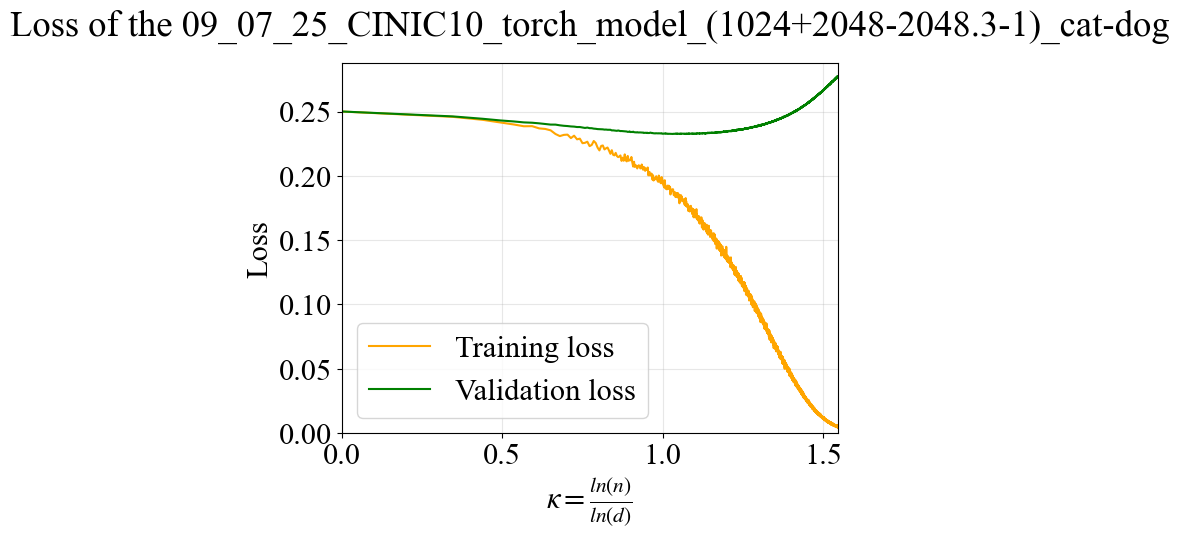 Loss of the 09_07_25_CINIC10_torch_model_(1024+2048-2048.3-1)_cat-dog
Loss
0.25
0.20
0.15
0.10
0.05
0.00
Training loss
Validation loss
0.0 0.5 1.0 1.5
κ = ln(n) / ln(d)